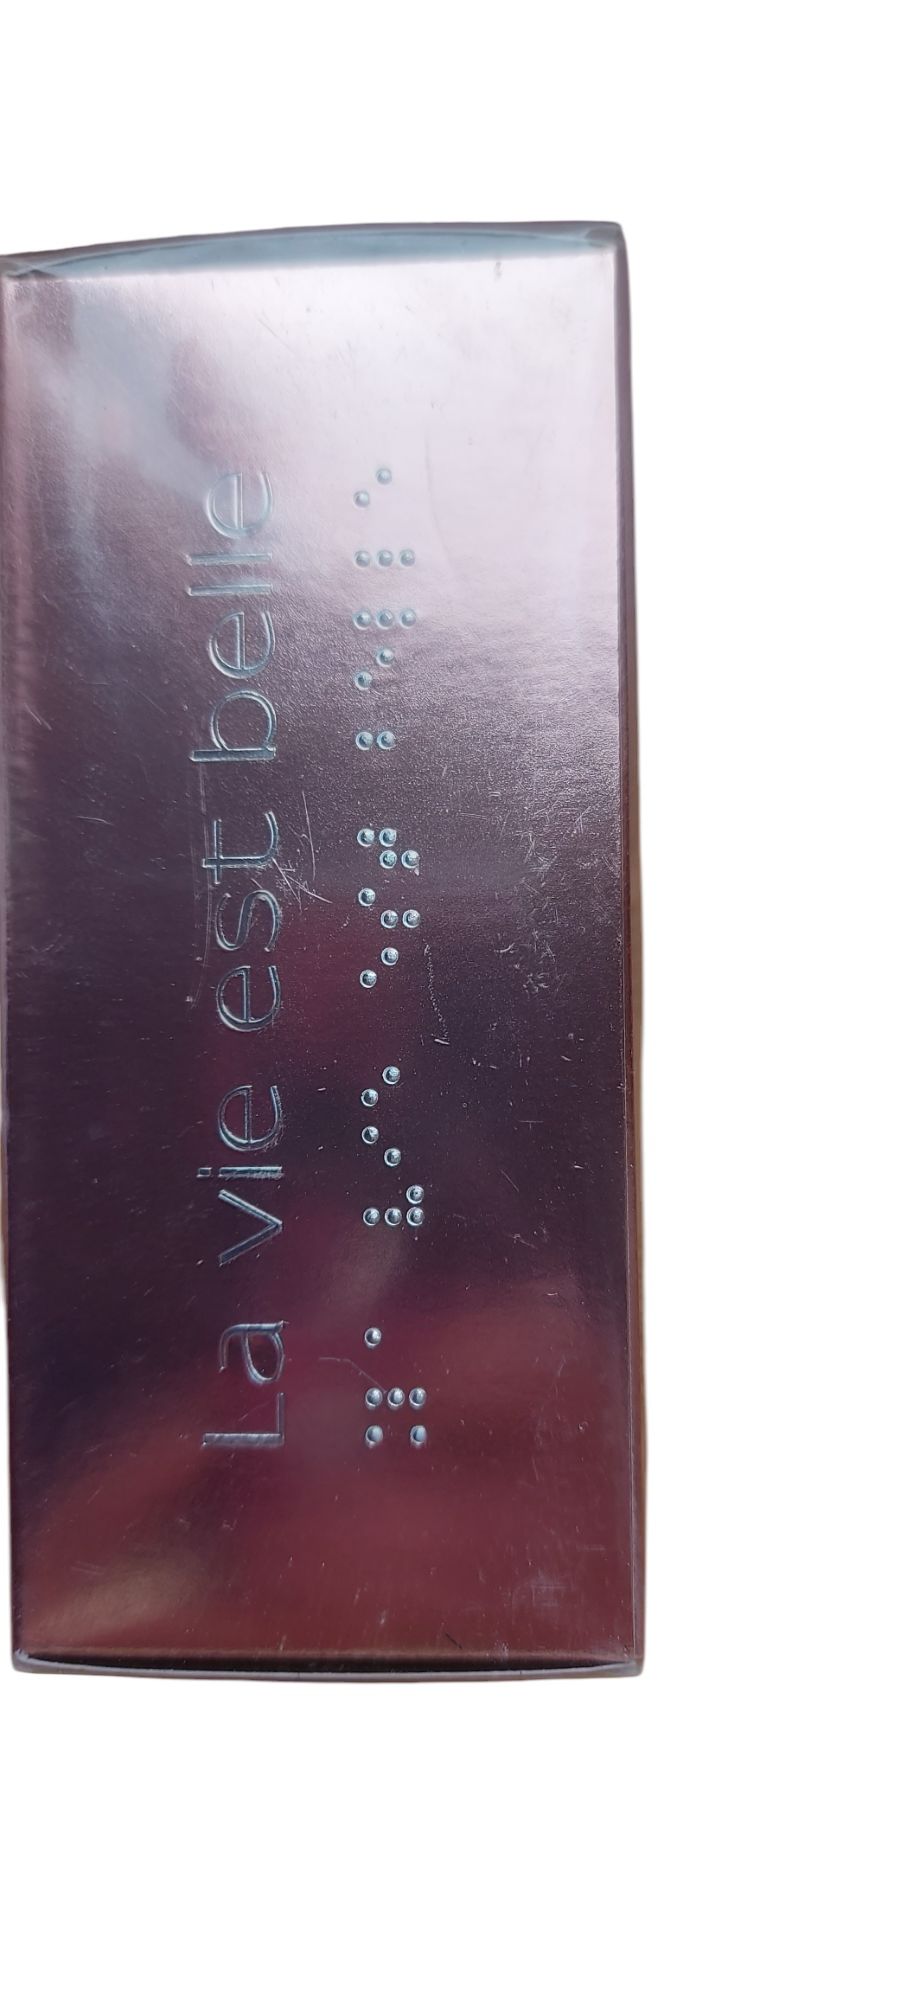 La vie est belle
⠨⠇⠁ ⠧⠊⠑ ⠑⠎⠞ ⠃⠑⠇⠇⠑